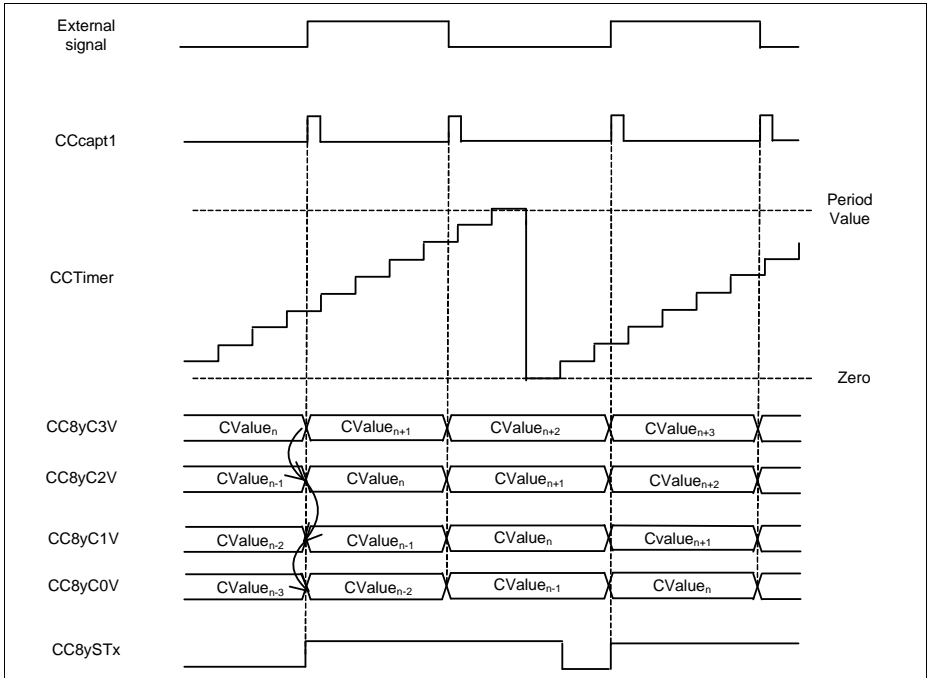 External
signal
CCcapt1
Period
Value
CCTimer
Zero
CC8yC3V CValueₙ CValueₙ₊₁ CValueₙ₊₂ CValueₙ₊₃
CC8yC2V CValueₙ₋₁ CValueₙ CValueₙ₊₁ CValueₙ₊₂
CC8yC1V CValueₙ₋₂ CValueₙ₋₁ CValueₙ Cvalueₙ₊₁
CC8yC0V CValueₙ₋₃ CValueₙ₋₂ CValueₙ₋₁ CValueₙ
CC8ySTx